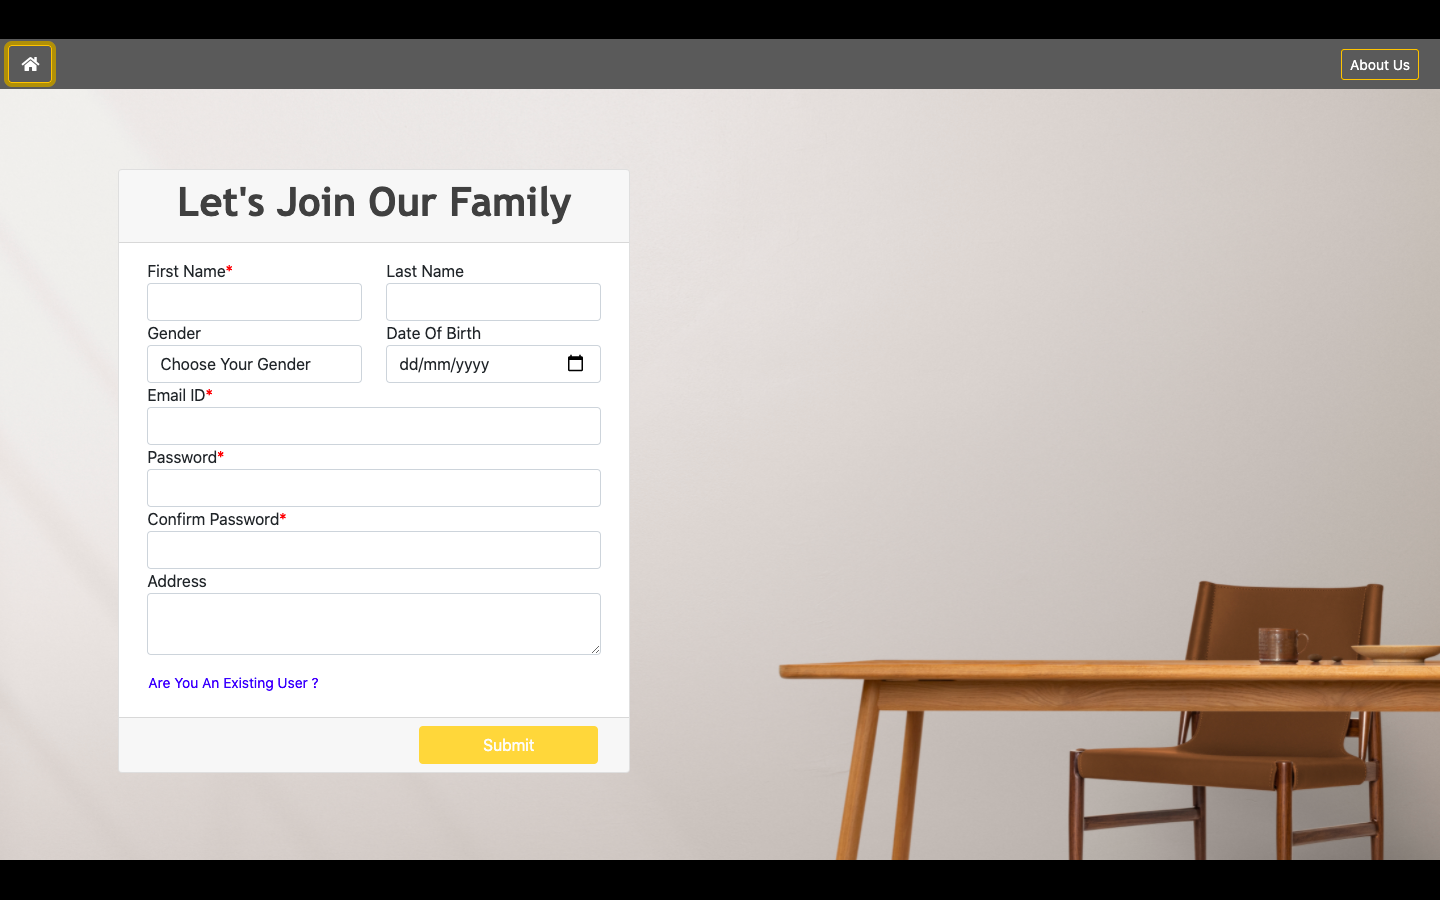 About Us
Let's Join Our Family
First Name*
Last Name
Gender
Date Of Birth
Choose Your Gender
dd/mm/yyyy
Email ID*
Password*
Confirm Password*
Address
Are You An Existing User ?
Submit